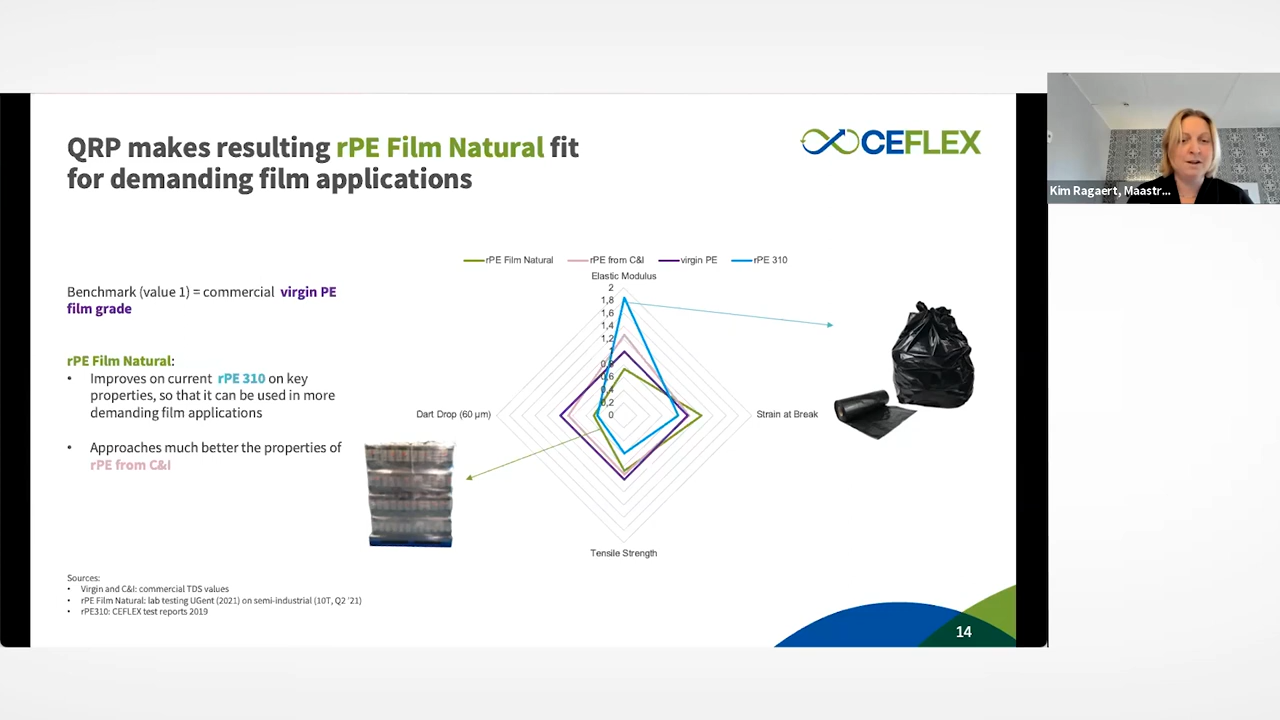 QRP makes resulting rPE Film Natural fit
for demanding film applications
CEFLEX
Kim Ragaert, Maastr...
Benchmark (value 1) = commercial virgin PE
film grade
rPE Film Natural:
• Improves on current rPE 310 on key
properties, so that it can be used in more
demanding film applications
• Approaches much better the properties of
rPE from C&I
rPE Film Natural rPE from C&I virgin PE rPE 310
Elastic Modulus
2
1,8
1,6
1,4
1,2
1
0,8
0,6
0,4
0,2
0
Dart Drop (60 µm)
Strain at Break
Tensile Strength
Sources:
• Virgin and C&I: commercial TDS values
• rPE Film Natural: lab testing UGent (2021) on semi-industrial (10T, Q2 '21)
• rPE310: CEFLEX test reports 2019
14